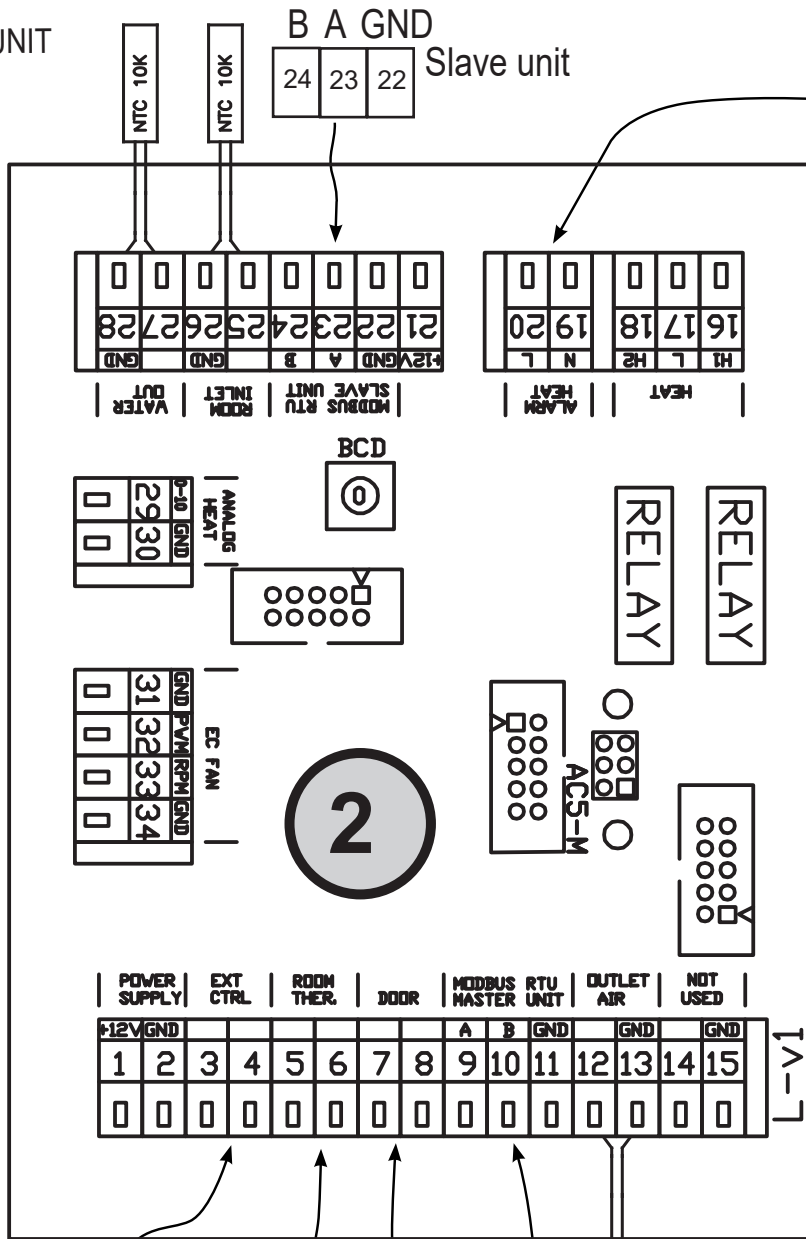 UNIT
B A GND
24 23 22 Slave unit
NTC 10K
NTC 10K
28 27 26 25 24 23 22 21
GND GND B A GND +12V
WATER OUT
ROOM INLET
MODBUS RTU
SLAVE UNIT
20 19 18 17 16
L N H2 L H1
ALARM
HEAT
HEAT
BCD
0
29 0-10
30 GND
ANALOG
HEAT
RELAY
RELAY
31 GND
32 PWM
33 RPM
34 GND
EC FAN
2
AC5-M
POWER
SUPPLY
EXT
CTRL
ROOM
THER.
DOOR
MODBUS RTU
MASTER UNIT
OUTLET
AIR
NOT
USED
+12V GND A B GND GND GND
1 2 3 4 5 6 7 8 9 10 11 12 13 14 15
L-v1